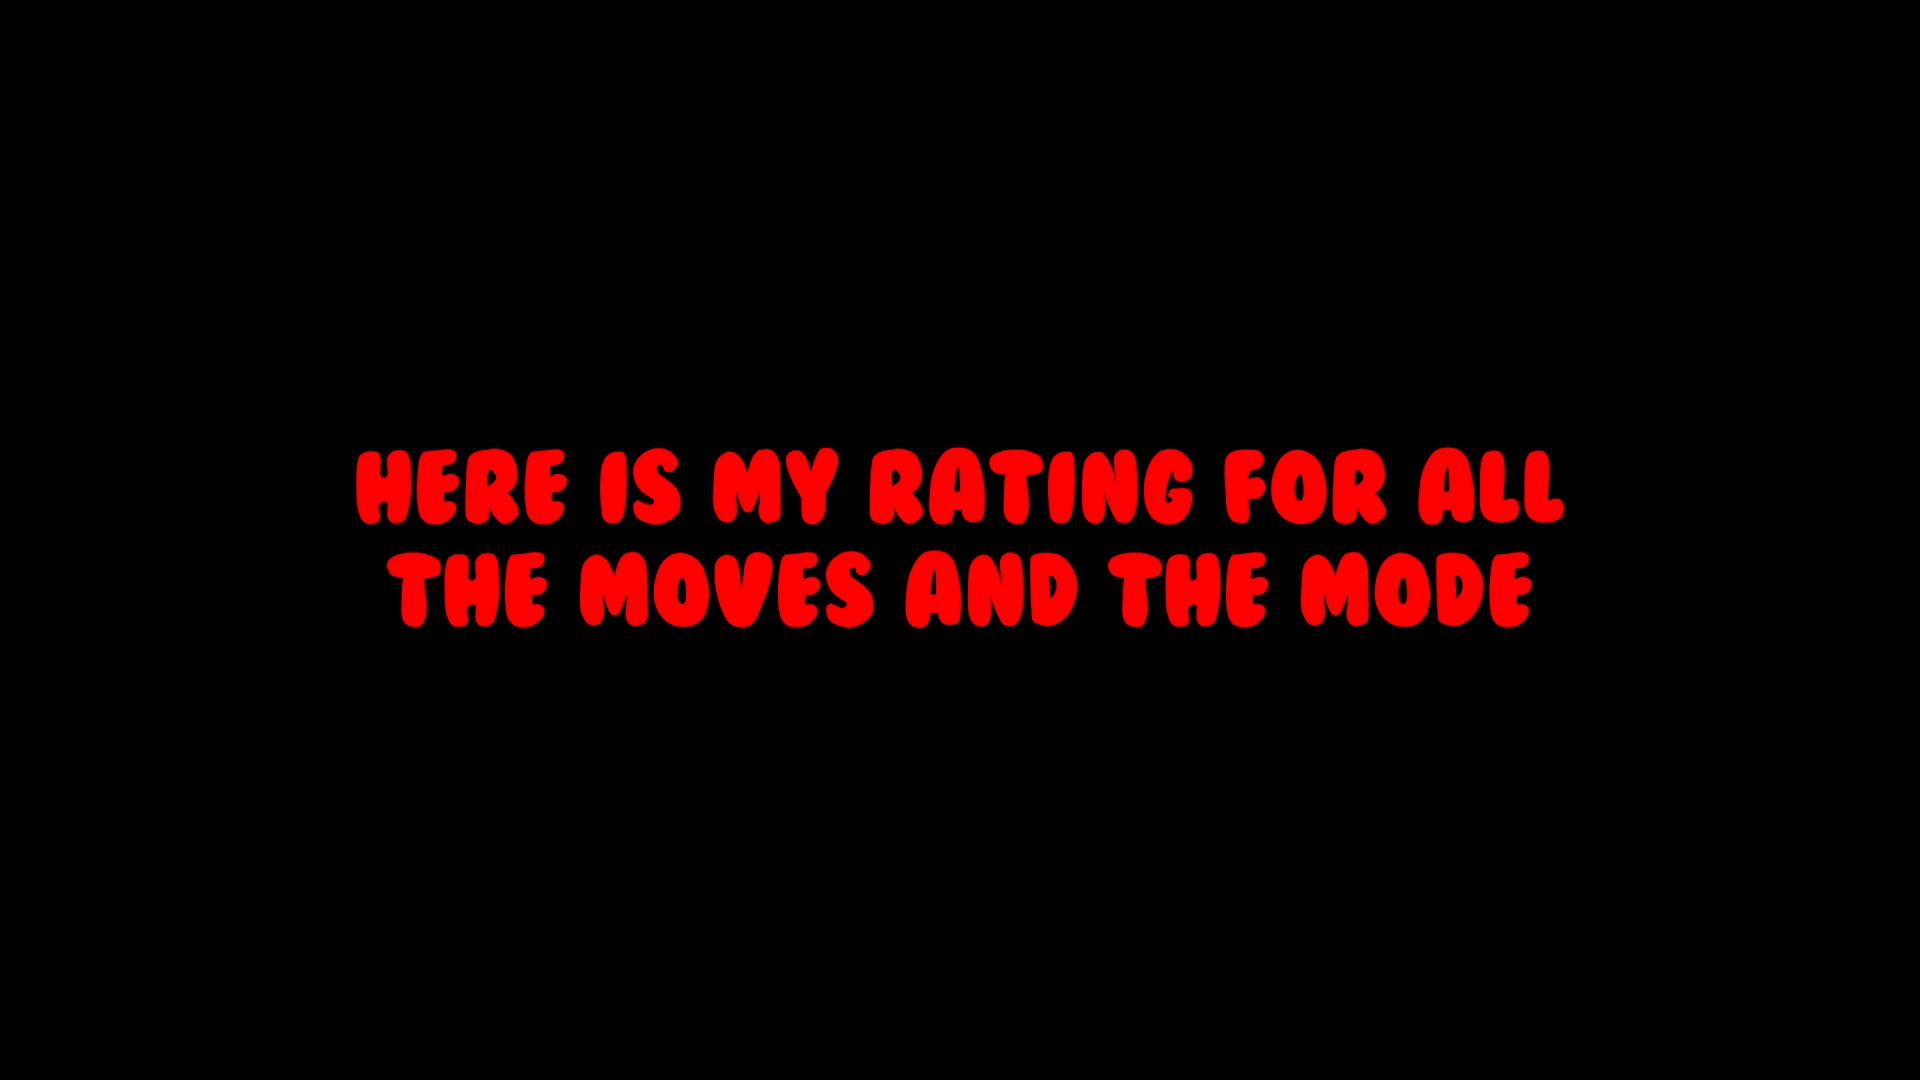 HERE IS MY RATING FOR ALL
THE MOVES AND THE MODE